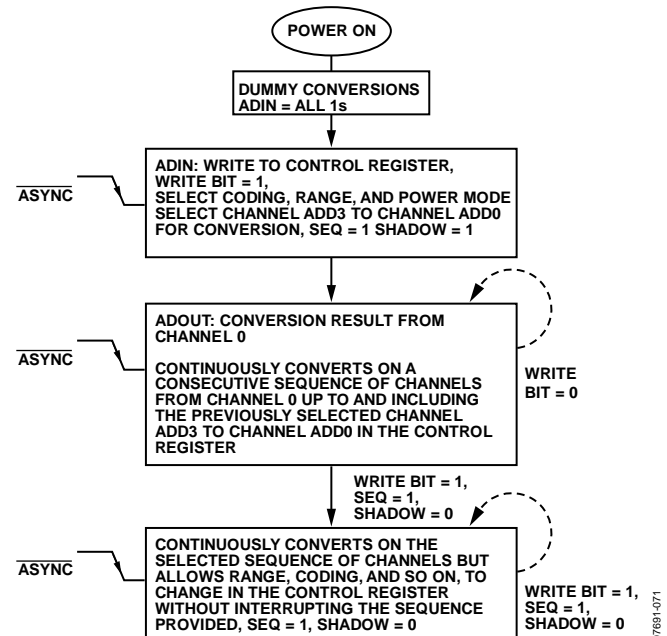 POWER ON
DUMMY CONVERSIONS
ADIN = ALL 1s
ASYNC
ADIN: WRITE TO CONTROL REGISTER,
WRITE BIT = 1,
SELECT CODING, RANGE, AND POWER MODE
SELECT CHANNEL ADD3 TO CHANNEL ADD0
FOR CONVERSION, SEQ = 1 SHADOW = 1
ASYNC
ADOUT: CONVERSION RESULT FROM
CHANNEL 0
CONTINUOUSLY CONVERTS ON A
CONSECUTIVE SEQUENCE OF CHANNELS
FROM CHANNEL 0 UP TO AND INCLUDING
THE PREVIOUSLY SELECTED CHANNEL
ADD3 TO CHANNEL ADD0 IN THE CONTROL
REGISTER
WRITE
BIT = 0
WRITE BIT = 1,
SEQ = 1,
SHADOW = 0
ASYNC
CONTINUOUSLY CONVERTS ON THE
SELECTED SEQUENCE OF CHANNELS BUT
ALLOWS RANGE, CODING, AND SO ON, TO
CHANGE IN THE CONTROL REGISTER
WITHOUT INTERRUPTING THE SEQUENCE
PROVIDED, SEQ = 1, SHADOW = 0
WRITE BIT = 1,
SEQ = 1,
SHADOW = 0
7691-071